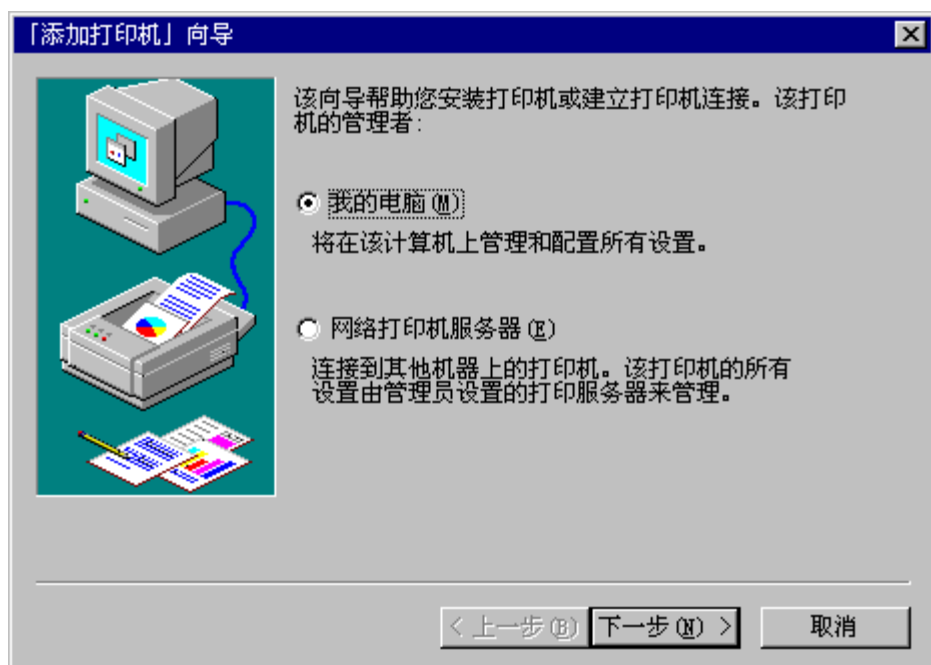 「添加打印机」向导
该向导帮助您安装打印机或建立打印机连接。该打印
机的管理者:
我的电脑(M)
将在该计算机上管理和配置所有设置。
网络打印机服务器(E)
连接到其他机器上的打印机。该打印机的所有
设置由管理员设置的打印服务器来管理。
< 上一步(B)
下一步(N) >
取消